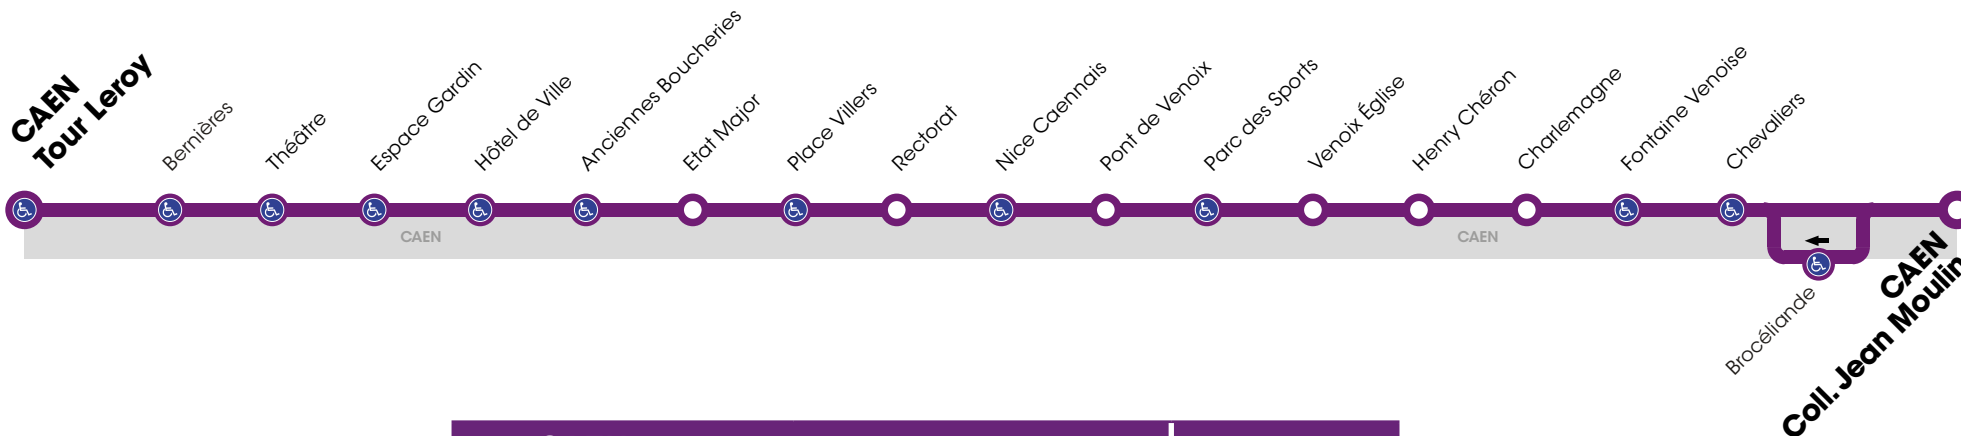 CAEN
Tour Leroy
Bernières
Théâtre
Espace Gardin
Hôtel de Ville
Anciennes Boucheries
Etat Major
Place Villers
Rectorat
Nice Caennais
Pont de Venoix
Parc des Sports
Venoix Église
Henry Chéron
Charlemagne
Fontaine Venoise
Chevaliers
CAEN
CAEN
Brocéliande
CAEN
Coll. Jean Moulin